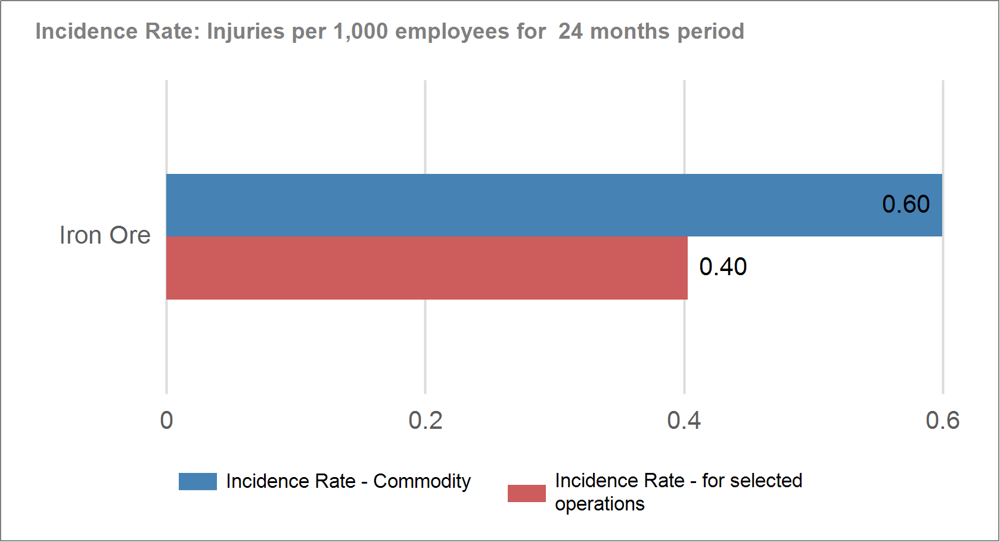 Incidence Rate: Injuries per 1,000 employees for  24 months period
0.60
Iron Ore
0.40
0 0.2 0.4 0.6
Incidence Rate - Commodity
Incidence Rate - for selected
operations